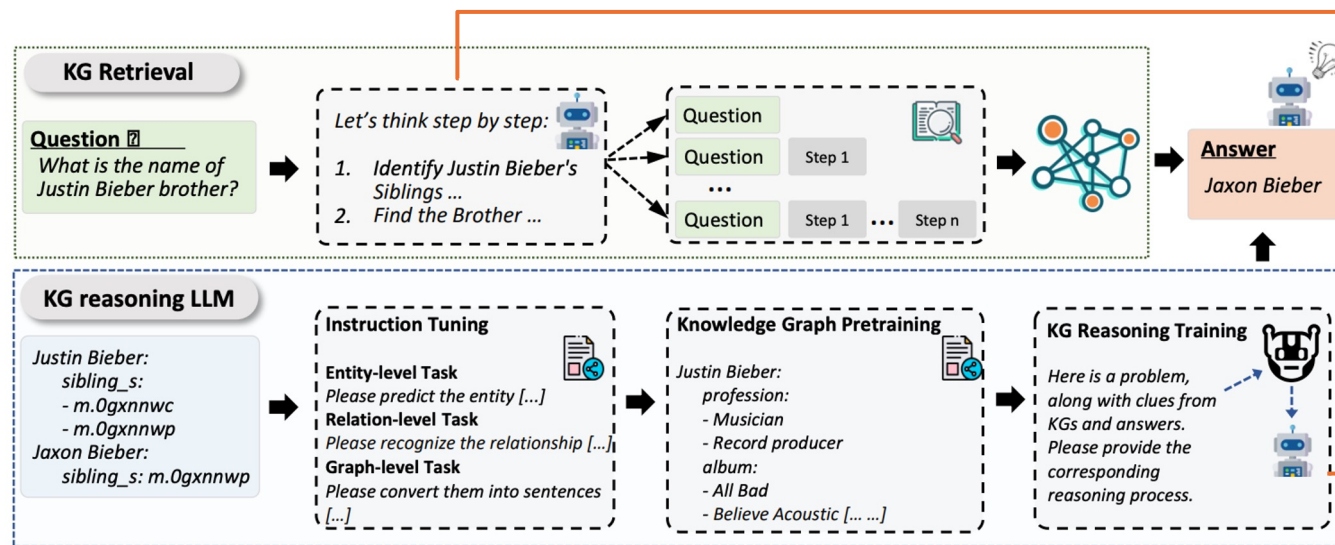 KG Retrieval
Question
What is the name of
Justin Bieber brother?
Let's think step by step:
1. Identify Justin Bieber's
Siblings ...
2. Find the Brother ...
Question
Question Step 1
...
Question Step 1 ... Step n
Answer
Jaxon Bieber
KG reasoning LLM
Justin Bieber:
sibling_s:
- m.0gxnnwc
- m.0gxnnwp
Jaxon Bieber:
sibling_s: m.0gxnnwp
Instruction Tuning
Entity-level Task
Please predict the entity [...]
Relation-level Task
Please recognize the relationship [...]
Graph-level Task
Please convert them into sentences
[...]
Knowledge Graph Pretraining
Justin Bieber:
profession:
- Musician
- Record producer
album:
- All Bad
- Believe Acoustic [... ...]
KG Reasoning Training
Here is a problem,
along with clues from
KGs and answers.
Please provide the
corresponding
reasoning process.